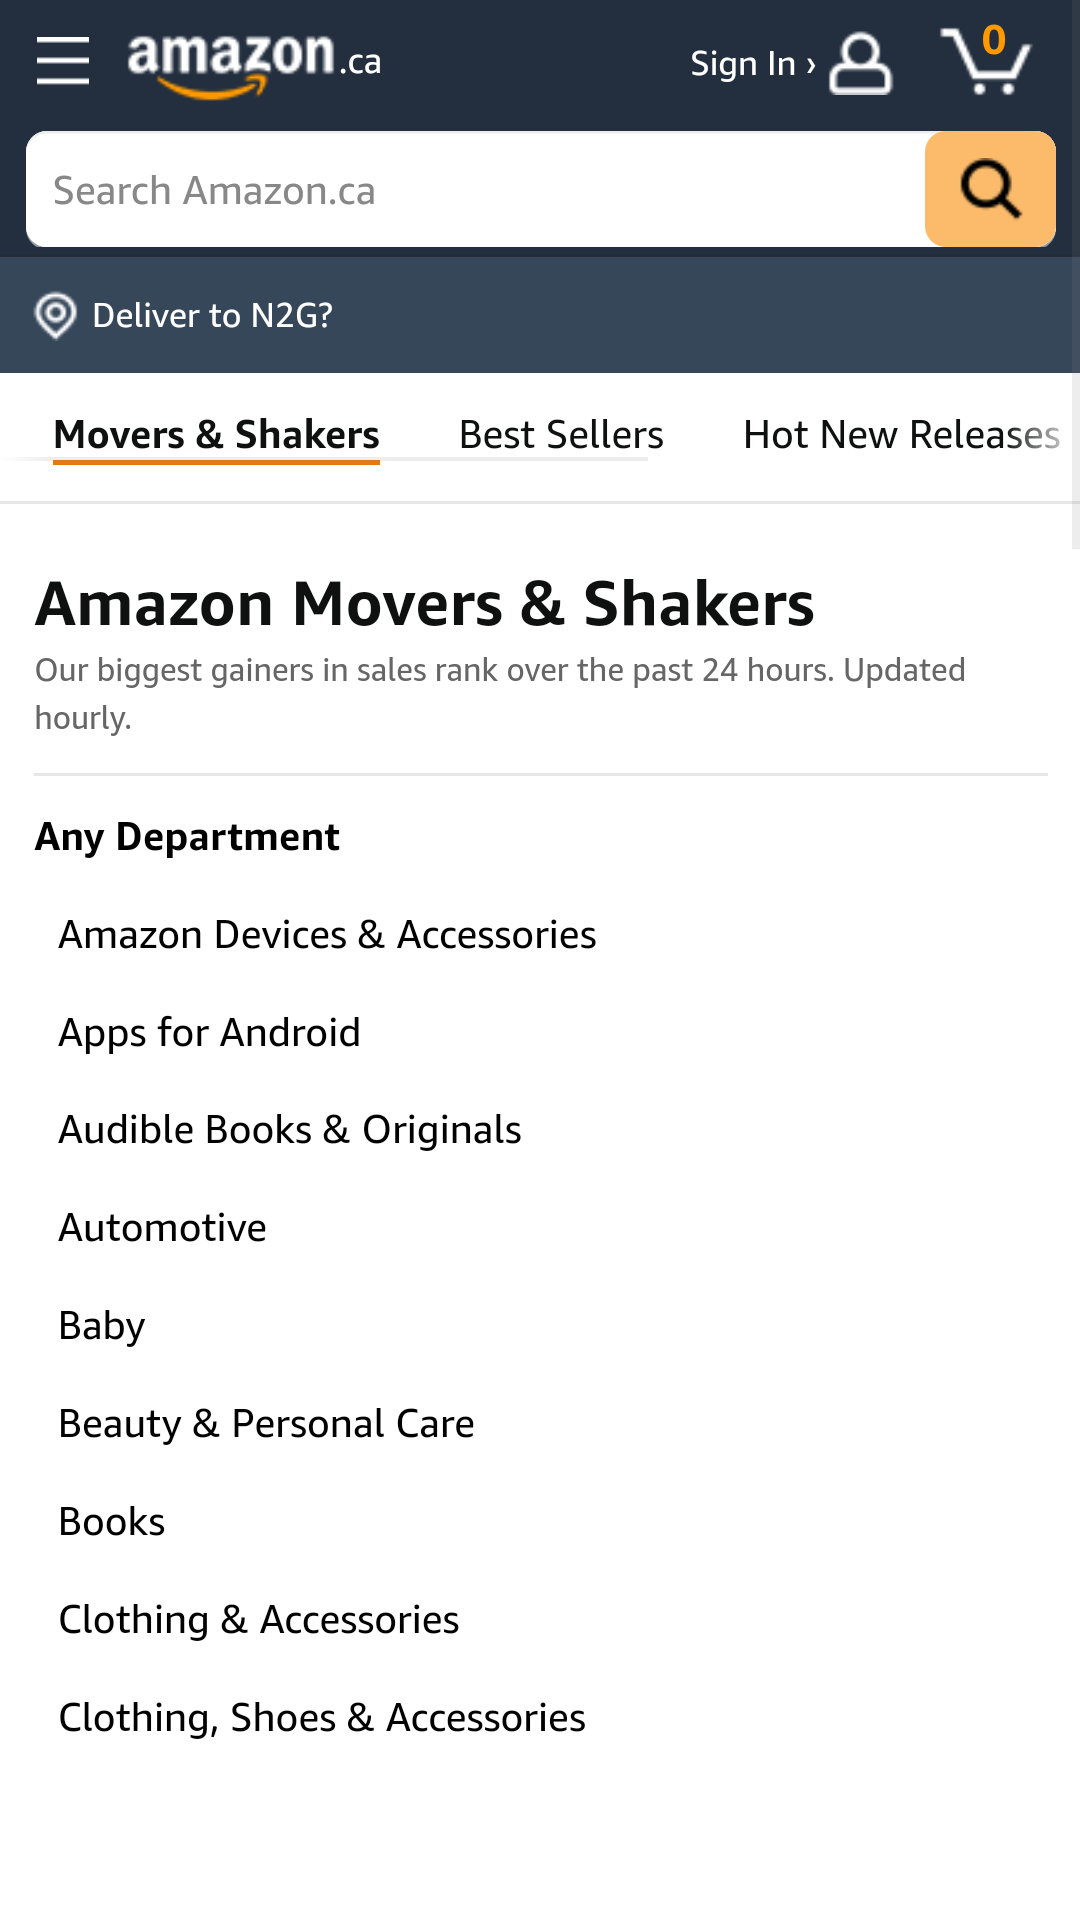 amazon.ca
Sign In ›
0
Search Amazon.ca
Deliver to N2G?
Movers & Shakers Best Sellers Hot New Releases
Amazon Movers & Shakers
Our biggest gainers in sales rank over the past 24 hours. Updated
hourly.
Any Department
Amazon Devices & Accessories
Apps for Android
Audible Books & Originals
Automotive
Baby
Beauty & Personal Care
Books
Clothing & Accessories
Clothing, Shoes & Accessories